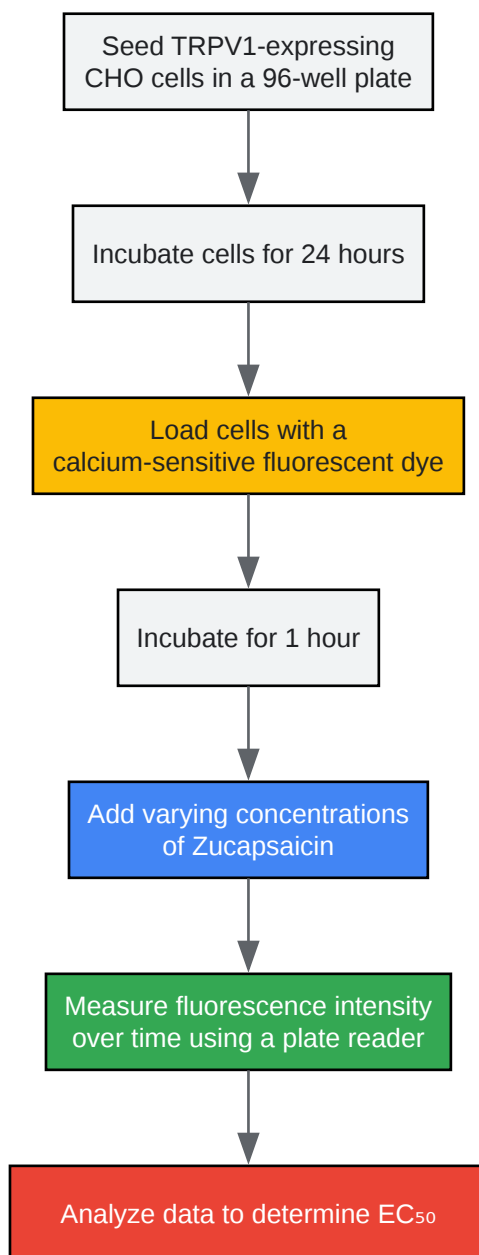 Seed TRPV1-expressing
CHO cells in a 96-well plate
Incubate cells for 24 hours
Load cells with a
calcium-sensitive fluorescent dye
Incubate for 1 hour
Add varying concentrations
of Zucapsaicin
Measure fluorescence intensity
over time using a plate reader
Analyze data to determine EC₅₀